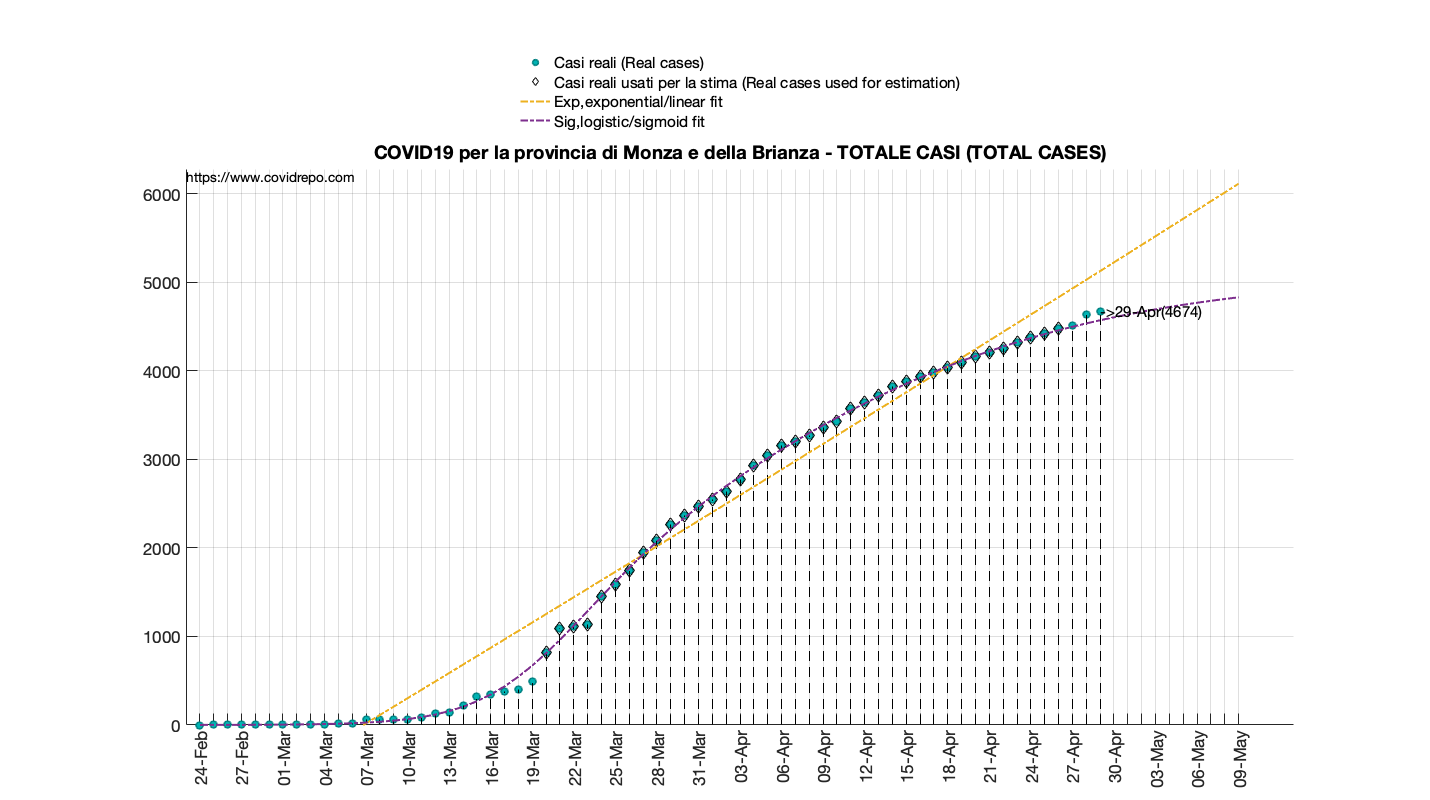 Casi reali (Real cases)
Casi reali usati per la stima (Real cases used for estimation)
Exp,exponential/linear fit
Sig,logistic/sigmoid fit
COVID19 per la provincia di Monza e della Brianza - TOTALE CASI (TOTAL CASES)
https://www.covidrepo.com
6000
5000
4000
3000
2000
1000
0
->29-Apr(4674)
24-Feb
27-Feb
01-Mar
04-Mar
07-Mar
10-Mar
13-Mar
16-Mar
19-Mar
22-Mar
25-Mar
28-Mar
31-Mar
03-Apr
06-Apr
09-Apr
12-Apr
15-Apr
18-Apr
21-Apr
24-Apr
27-Apr
30-Apr
03-May
06-May
09-May